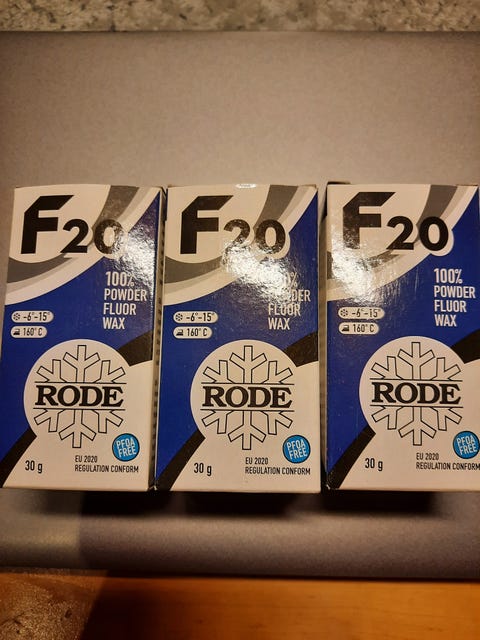 F20
100%
POWDER
FLUOR
WAX
-6°-15°
160°C
RODE
PFOA
FREE
30 g
EU 2020
REGULATION CONFORM
F20
100%
POWDER
FLUOR
WAX
-6°-15°
160°C
RODE
PFOA
FREE
30 g
EU 2020
REGULATION CONFORM
F20
100%
POWDER
FLUOR
WAX
-6°-15°
160°C
RODE
PFOA
FREE
30 g
EU 2020
REGULATION CONFORM